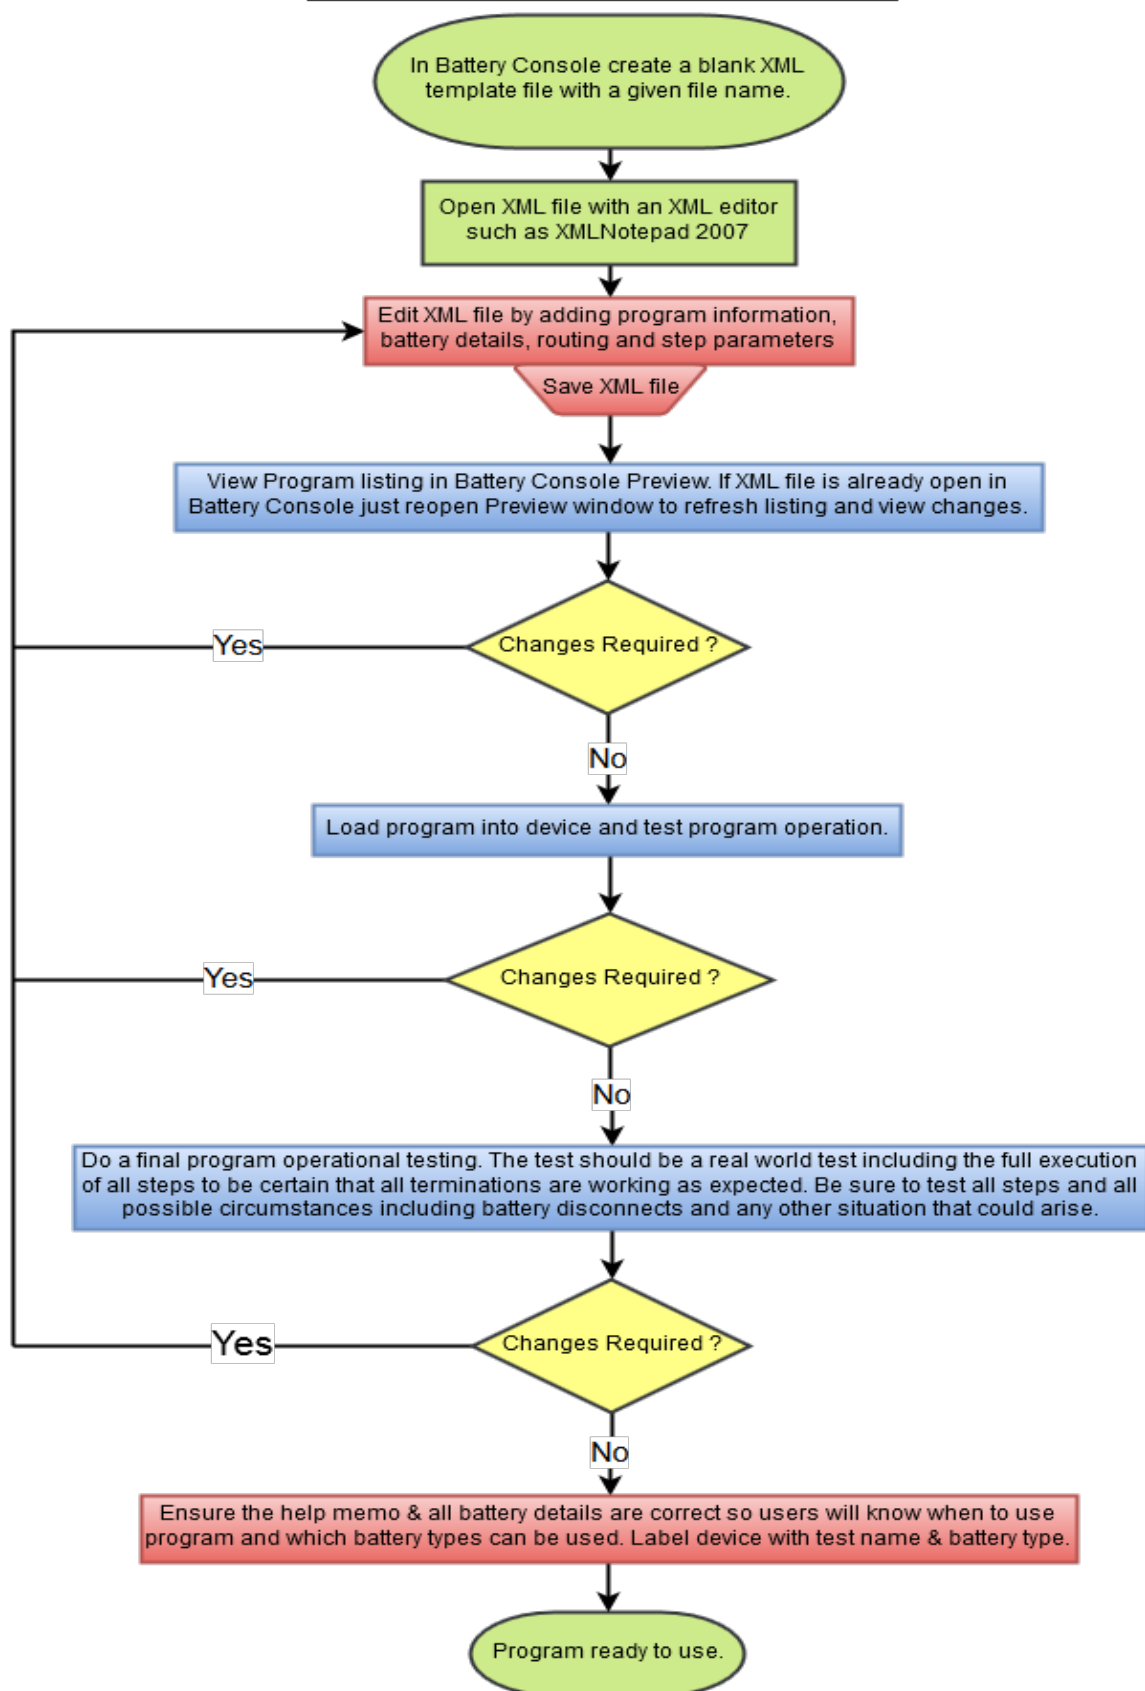 In Battery Console create a blank XML
template file with a given file name.
Open XML file with an XML editor
such as XMLNotepad 2007
Edit XML file by adding program information,
battery details, routing and step parameters
Save XML file
View Program listing in Battery Console Preview. If XML file is already open in
Battery Console just reopen Preview window to refresh listing and view changes.
Changes Required ?
Yes
No
Load program into device and test program operation.
Changes Required ?
Yes
No
Do a final program operational testing. The test should be a real world test including the full execution
of all steps to be certain that all terminations are working as expected. Be sure to test all steps and all
possible circumstances including battery disconnects and any other situation that could arise.
Changes Required ?
Yes
No
Ensure the help memo & all battery details are correct so users will know when to use
program and which battery types can be used. Label device with test name & battery type.
Program ready to use.